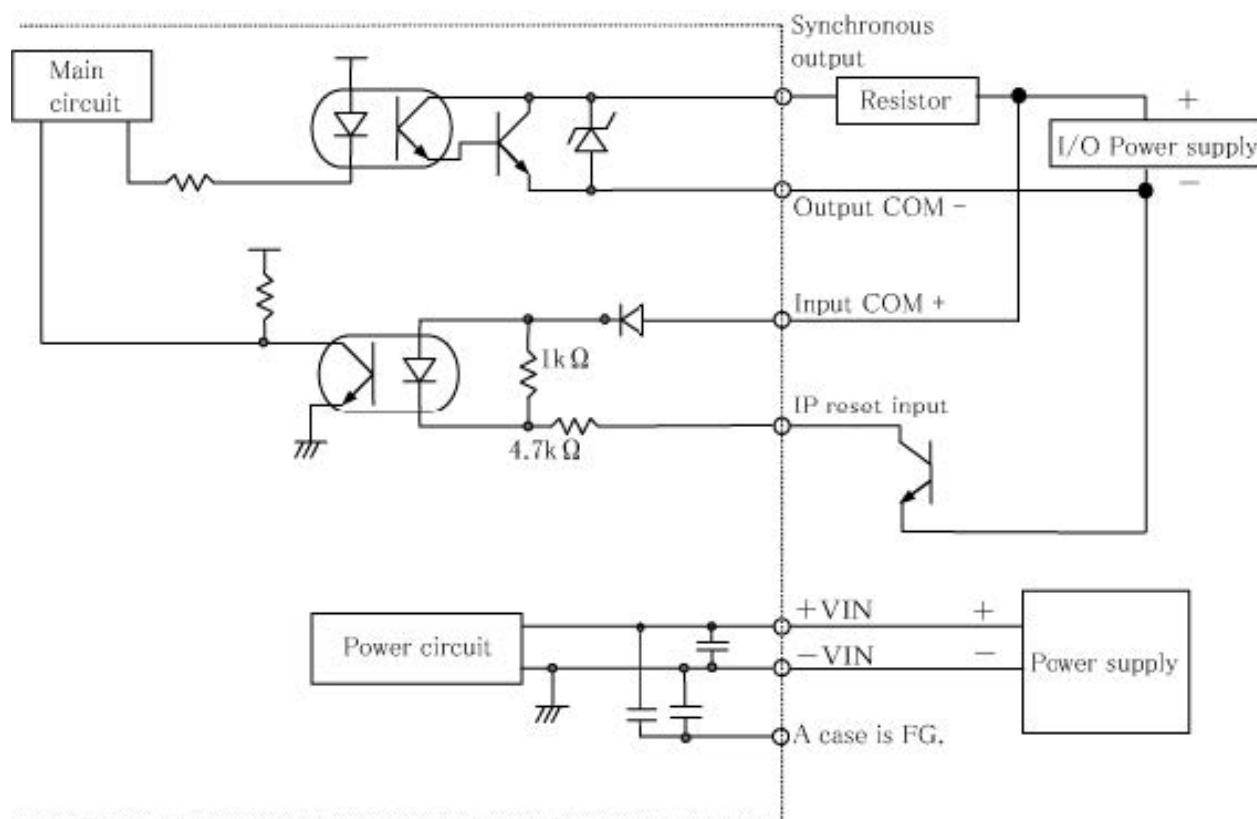 Synchronous
output
Main
circuit
Resistor
+
I/O Power supply
−
Output COM −
Input COM +
1kΩ
IP reset input
4.7kΩ
+VIN
+
Power circuit
−VIN
−
Power supply
A case is FG.